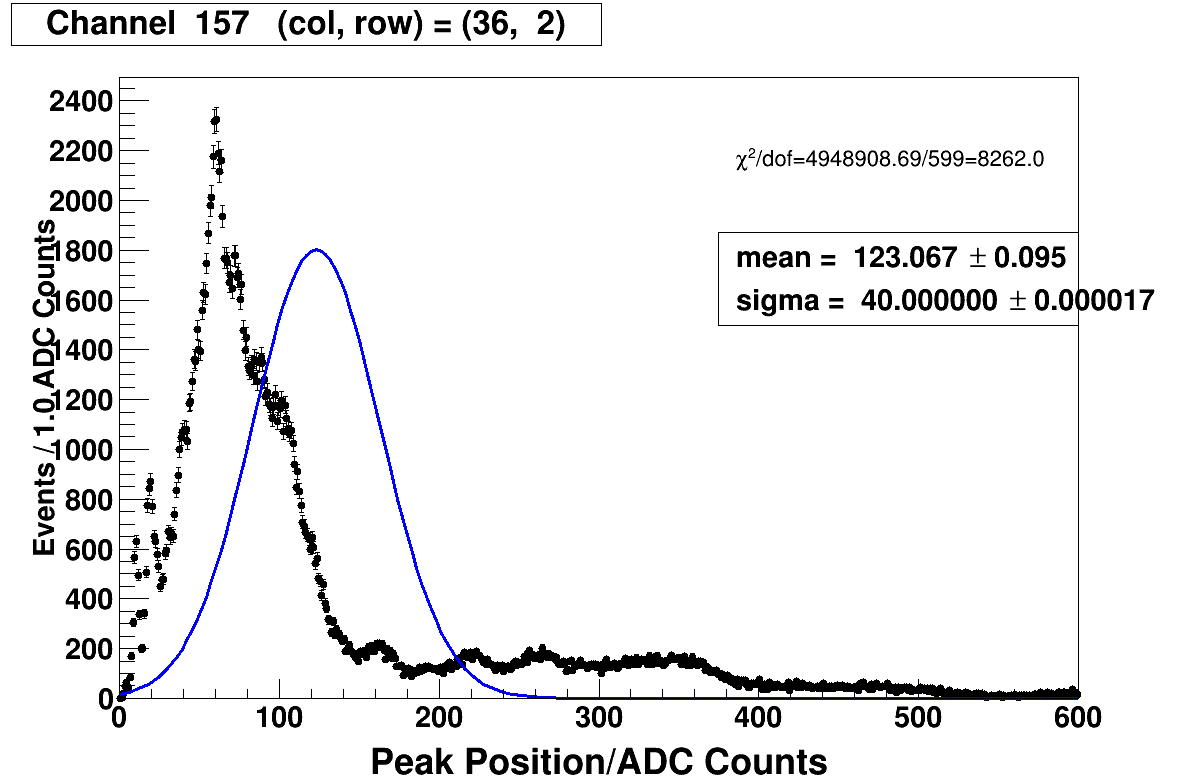 Channel 157 (col, row) = (36, 2)
χ²/dof=4948908.69/599=8262.0
mean = 123.067 ± 0.095
sigma = 40.000000 ± 0.000017
Events / 1.0 ADC Counts
2400
2200
2000
1800
1600
1400
1200
1000
800
600
400
200
0
0 100 200 300 400 500 600
Peak Position/ADC Counts